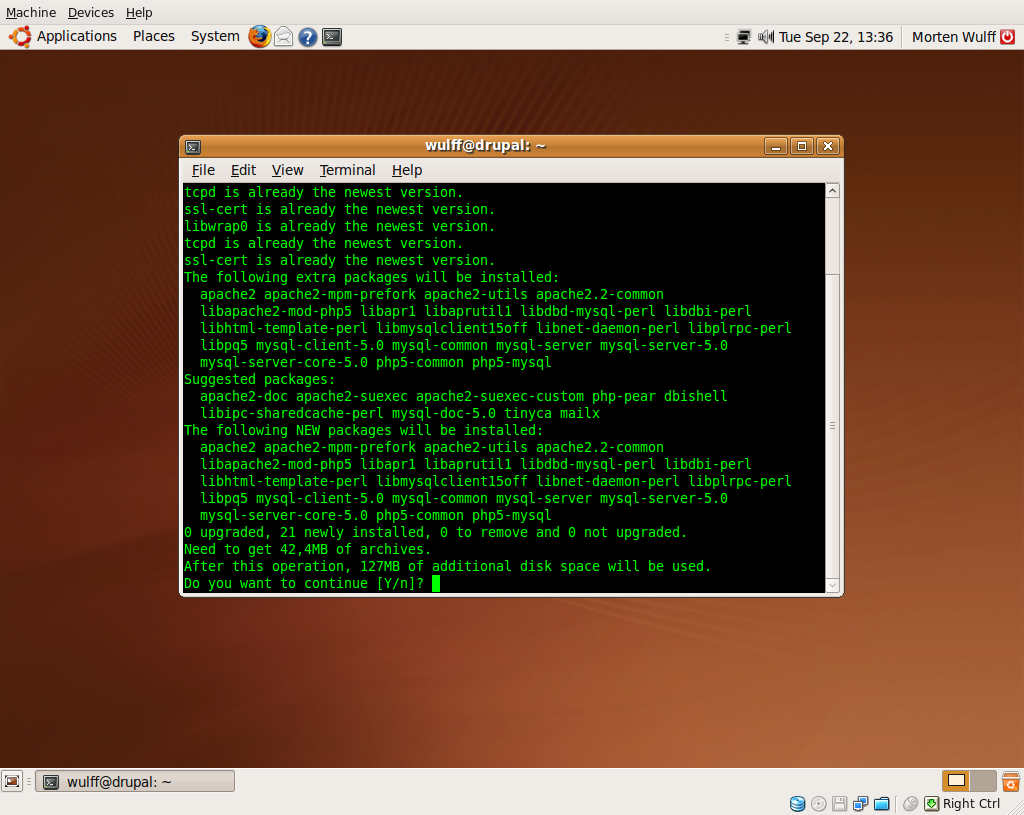 Machine Devices Help
Applications Places System Tue Sep 22, 13:36 Morten Wulff
wulff@drupal: ~
File Edit View Terminal Help
tcpd is already the newest version.
ssl-cert is already the newest version.
libwrap0 is already the newest version.
tcpd is already the newest version.
ssl-cert is already the newest version.
The following extra packages will be installed:
apache2 apache2-mpm-prefork apache2-utils apache2.2-common
libapache2-mod-php5 libapr1 libaprutil1 libdbd-mysql-perl libdbi-perl
libhtml-template-perl libmysqlclient15off libnet-daemon-perl libplrpc-perl
libpq5 mysql-client-5.0 mysql-common mysql-server mysql-server-5.0
mysql-server-core-5.0 php5-common php5-mysql
Suggested packages:
apache2-doc apache2-suexec apache2-suexec-custom php-pear dbishell
libipc-sharedcache-perl mysql-doc-5.0 tinyca mailx
The following NEW packages will be installed:
apache2 apache2-mpm-prefork apache2-utils apache2.2-common
libapache2-mod-php5 libapr1 libaprutil1 libdbd-mysql-perl libdbi-perl
libhtml-template-perl libmysqlclient15off libnet-daemon-perl libplrpc-perl
libpq5 mysql-client-5.0 mysql-common mysql-server mysql-server-5.0
mysql-server-core-5.0 php5-common php5-mysql
0 upgraded, 21 newly installed, 0 to remove and 0 not upgraded.
Need to get 42,4MB of archives.
After this operation, 127MB of additional disk space will be used.
Do you want to continue [Y/n]?
wulff@drupal: ~
Right Ctrl